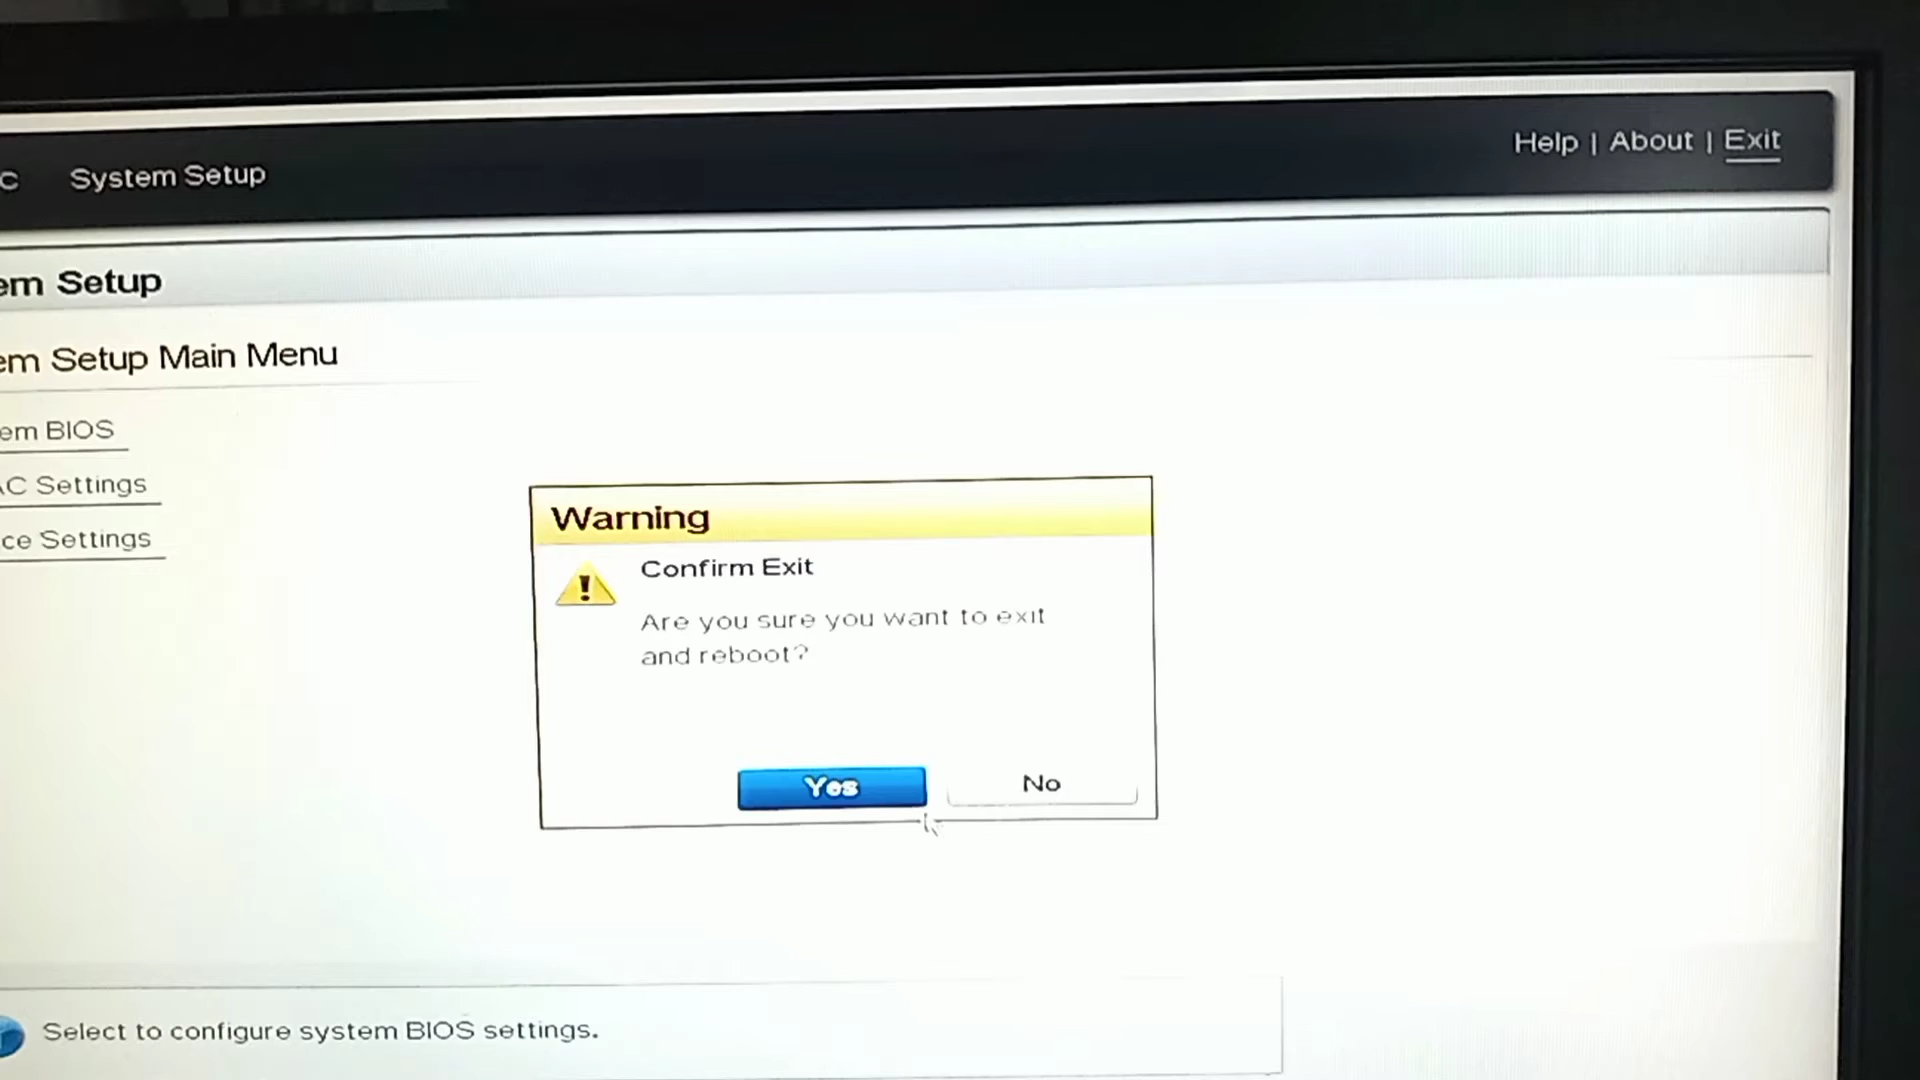 C System Setup Help | About | Exit
em Setup
em Setup Main Menu
em BIOS
AC Settings
ce Settings
Warning
Confirm Exit
Are you sure you want to exit
and reboot?
Yes No
Select to configure system BIOS settings.